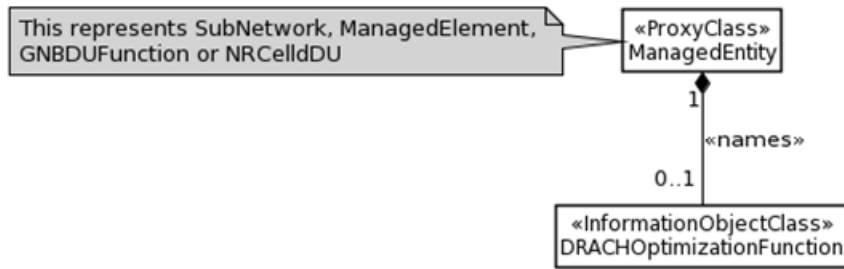 This represents SubNetwork, ManagedElement,
GNBDUFunction or NRCelldDU
«ProxyClass»
ManagedEntity
1
«names»
0..1
«InformationObjectClass»
DRACHOptimizationFunction